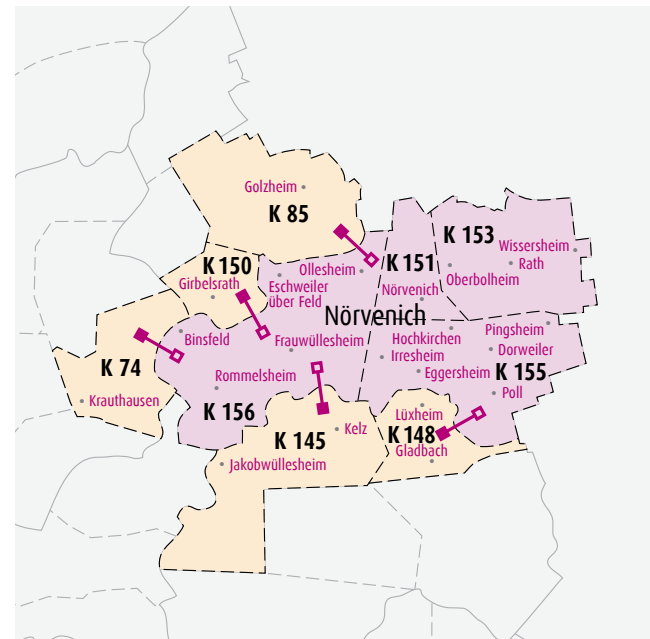 Golzheim
K 85
K 153
Wissersheim
K 150
K 151
Ollesheim
Rath
Oberbolheim
Girbelsrath
Eschweiler
über Feld
Nörvenich
Nörvenich
Binsfeld
Frauwüllesheim
Hochkirchen
Pingsheim
Irresheim
Dorweiler
K 74
Eggersheim
K 155
Rommelsheim
Poll
Krauthausen
K 156
Lüxheim
K 145
Kelz
K 148
Gladbach
Jakobwüllesheim